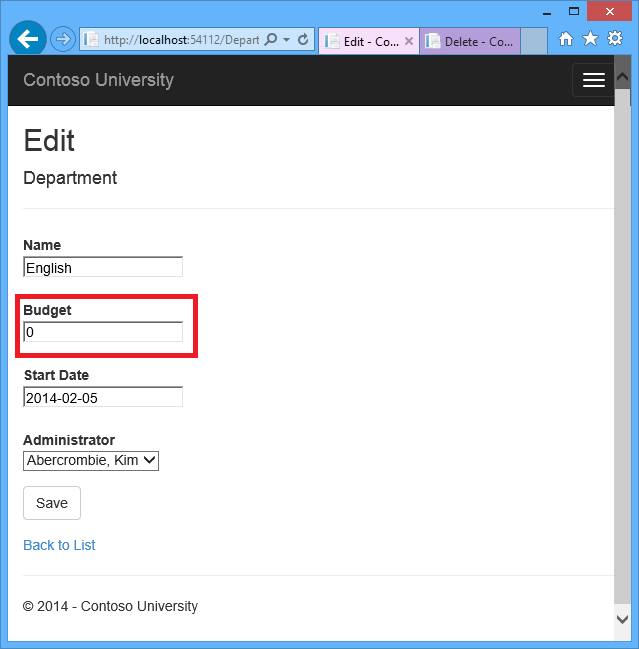 http://localhost:54112/Depart
Edit - Co...
Delete - Co...
Contoso University
Edit
Department
Name
English
Budget
0
Start Date
2014-02-05
Administrator
Abercrombie, Kim
Save
Back to List
© 2014 - Contoso University